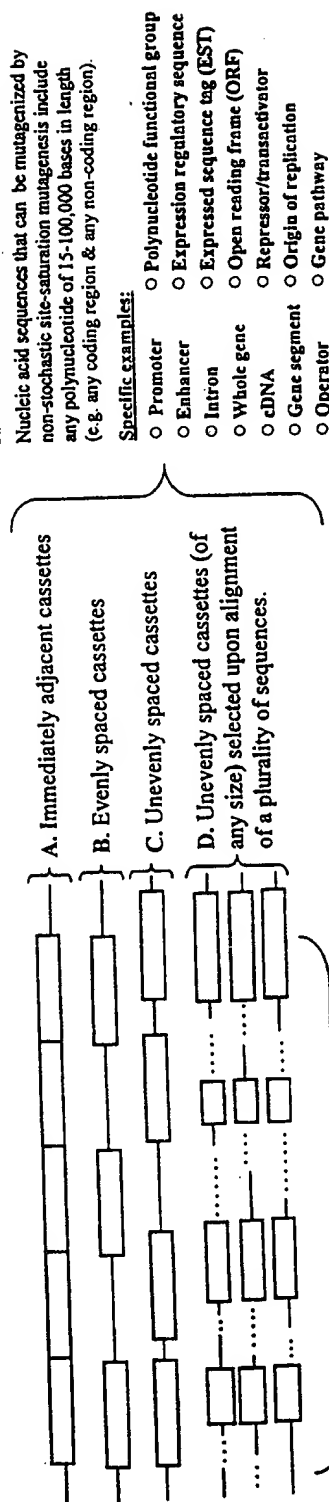 A. Immediately adjacent cassettes
B. Evenly spaced cassettes
C. Unevenly spaced cassettes
D. Unevenly spaced cassettes (of
any size) selected upon alignment
of a plurality of sequences.
Nucleic acid sequences that can be mutagenized by
non-stochastic site-saturation mutagenesis include
any polynucleotide of 15-100,000 bases in length
(e.g. any coding region & any non-coding region).
Specific examples:
○ Promoter ○ Polynucleotide functional group
○ Enhancer ○ Expression regulatory sequence
○ Intron ○ Expressed sequence tag (EST)
○ Whole gene ○ Open reading frame (ORF)
○ cDNA ○ Repressor/transactivator
○ Gene segment ○ Origin of replication
○ Operator ○ Gene pathway